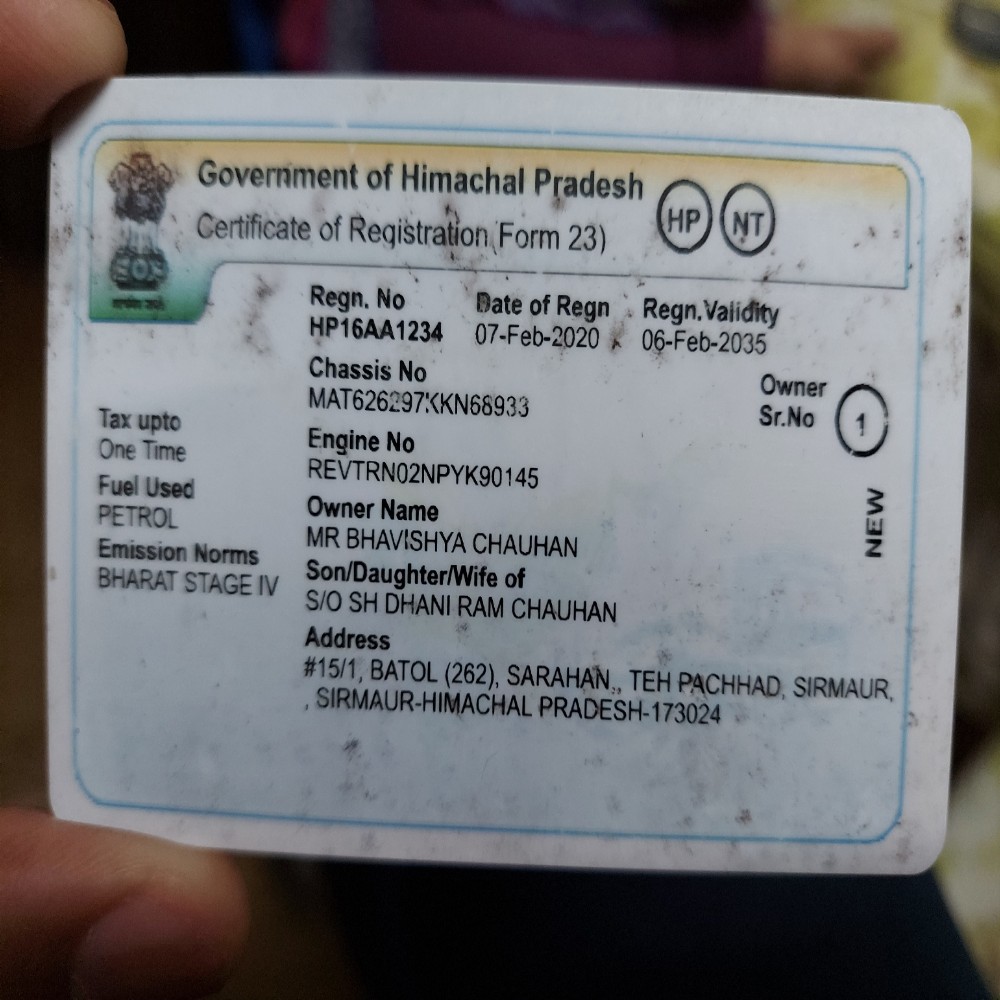 Government of Himachal Pradesh
Certificate of Registration (Form 23)
HP NT
Regn. No Date of Regn Regn.Validity
HP16AA1234 07-Feb-2020 06-Feb-2035
Chassis No
MAT626297KKN68933
Owner
Sr.No 1
Tax upto
One Time
Engine No
REVTRN02NPYK90145
Fuel Used
PETROL
Owner Name
MR BHAVISHYA CHAUHAN
NEW
Emission Norms
BHARAT STAGE IV
Son/Daughter/Wife of
S/O SH DHANI RAM CHAUHAN
Address
#15/1, BATOL (262), SARAHAN,, TEH PACHHAD, SIRMAUR,
, SIRMAUR-HIMACHAL PRADESH-173024